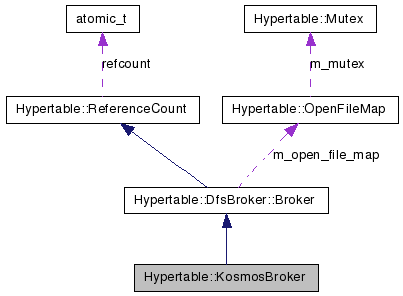 atomic_t
Hypertable::Mutex
refcount
m_mutex
Hypertable::ReferenceCount
Hypertable::OpenFileMap
m_open_file_map
Hypertable::DfsBroker::Broker
Hypertable::KosmosBroker